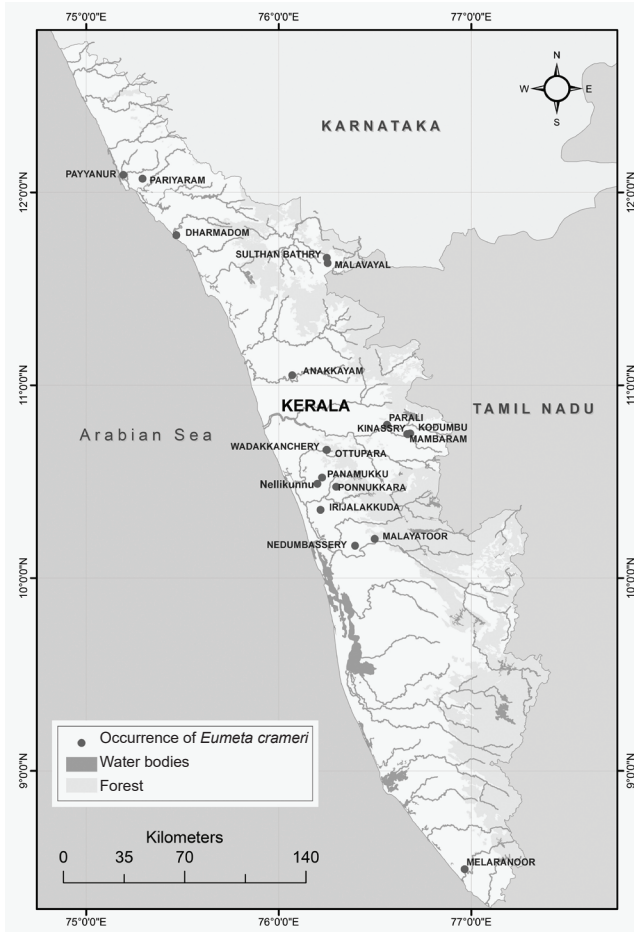 75°0'0"E 76°0'0"E 77°0'0"E
N
W E
S
KARNATAKA
12°0'0"N 12°0'0"N
PAYYANUR
PARIYARAM
DHARMADOM
SULTHAN BATHRY
MALAVAYAL
11°0'0"N 11°0'0"N
ANAKKAYAM
KERALA
TAMIL NADU
Arabian Sea
PARALI
KINASSRY KODUMBU
MAMBARAM
WADAKKANCHERY
OTTUPARA
PANAMUKKU
Nellikunnu PONNUKKARA
IRIJALAKKUDA
MALAYATOOR
NEDUMBASSERY
10°0'0"N 10°0'0"N
Occurrence of Eumeta crameri
Water bodies
Forest
9°0'0"N 9°0'0"N
Kilometers
0 35 70 140
MELARANOOR
75°0'0"E 76°0'0"E 77°0'0"E